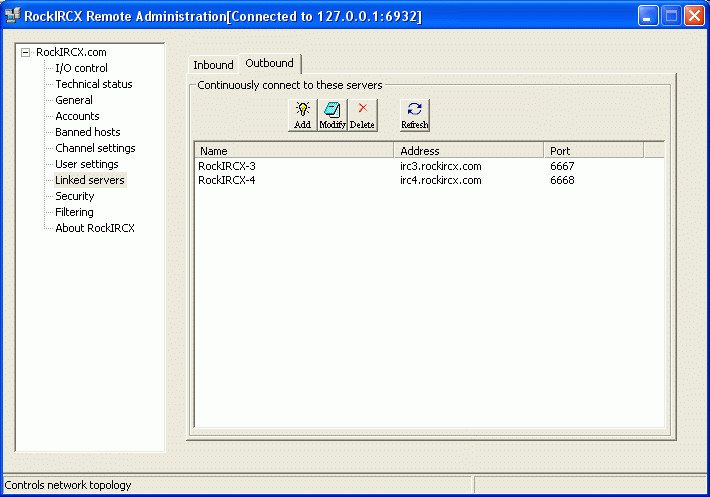 RockIRCX Remote Administration[Connected to 127.0.0.1:6932]
RockIRCX.com
I/O control
Technical status
General
Accounts
Banned hosts
Channel settings
User settings
Linked servers
Security
Filtering
About RockIRCX
Inbound Outbound
Continuously connect to these servers
Add Modify Delete Refresh
Name Address Port
RockIRCX-3 irc3.rockircx.com 6667
RockIRCX-4 irc4.rockircx.com 6668
Controls network topology